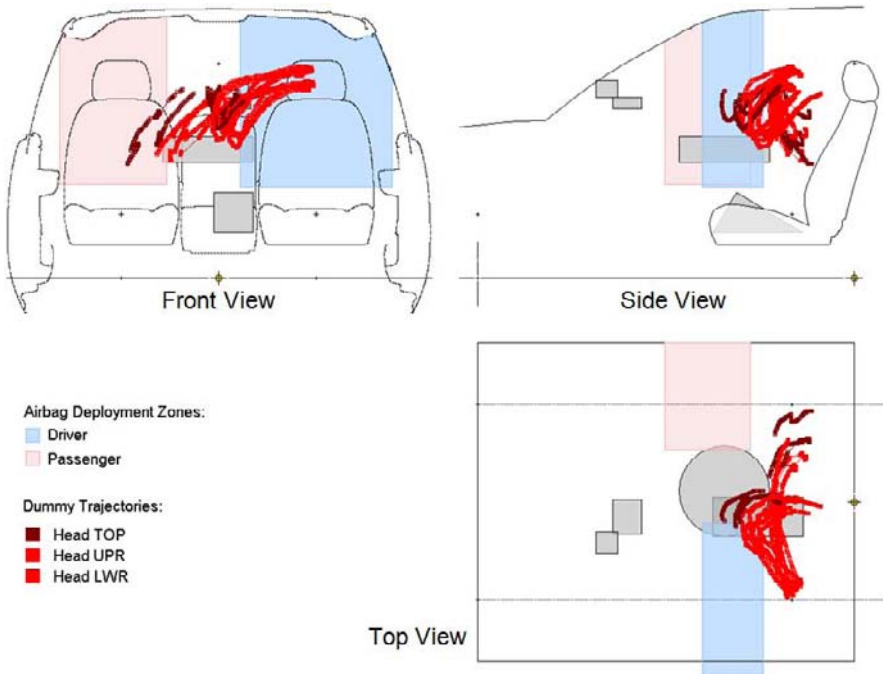 Front View
Side View
Airbag Deployment Zones:
Driver
Passenger
Dummy Trajectories:
Head TOP
Head UPR
Head LWR
Top View